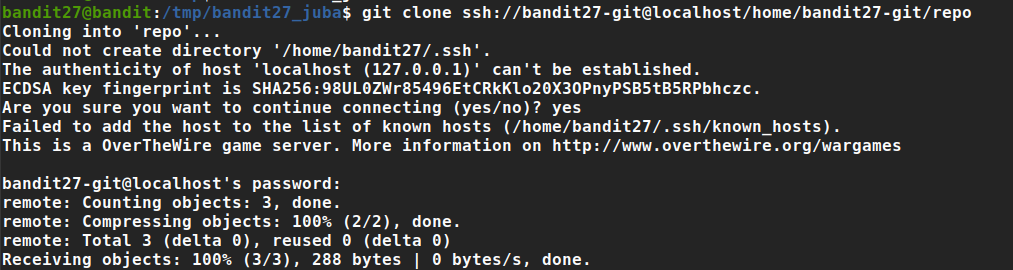 bandit27@bandit:/tmp/bandit27_juba$ git clone ssh://bandit27-git@localhost/home/bandit27-git/repo
Cloning into 'repo'...
Could not create directory '/home/bandit27/.ssh'.
The authenticity of host 'localhost (127.0.0.1)' can't be established.
ECDSA key fingerprint is SHA256:98UL0ZWr85496EtCRkKlo20X3OPnyPSB5tB5RPbhczc.
Are you sure you want to continue connecting (yes/no)? yes
Failed to add the host to the list of known hosts (/home/bandit27/.ssh/known_hosts).
This is a OverTheWire game server. More information on http://www.overthewire.org/wargames
bandit27-git@localhost's password:
remote: Counting objects: 3, done.
remote: Compressing objects: 100% (2/2), done.
remote: Total 3 (delta 0), reused 0 (delta 0)
Receiving objects: 100% (3/3), 288 bytes | 0 bytes/s, done.